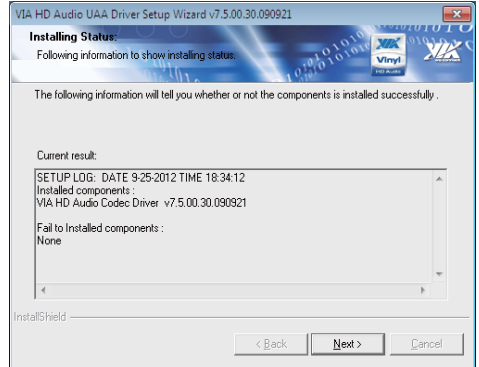 VIA HD Audio UAA Driver Setup Wizard v7.5.00.30.090921
Installing Status:
Following information to show installing status.
VIA
Vinyl
HD AUDIO
VIA
The following information will tell you whether or not the components is installed successfully .
Current result:
SETUP LOG: DATE 9-25-2012 TIME 18:34:12
Installed components :
VIA HD Audio Codec Driver v7.5.00.30.090921
Fail to Installed components :
None
InstallShield
< Back
Next >
Cancel